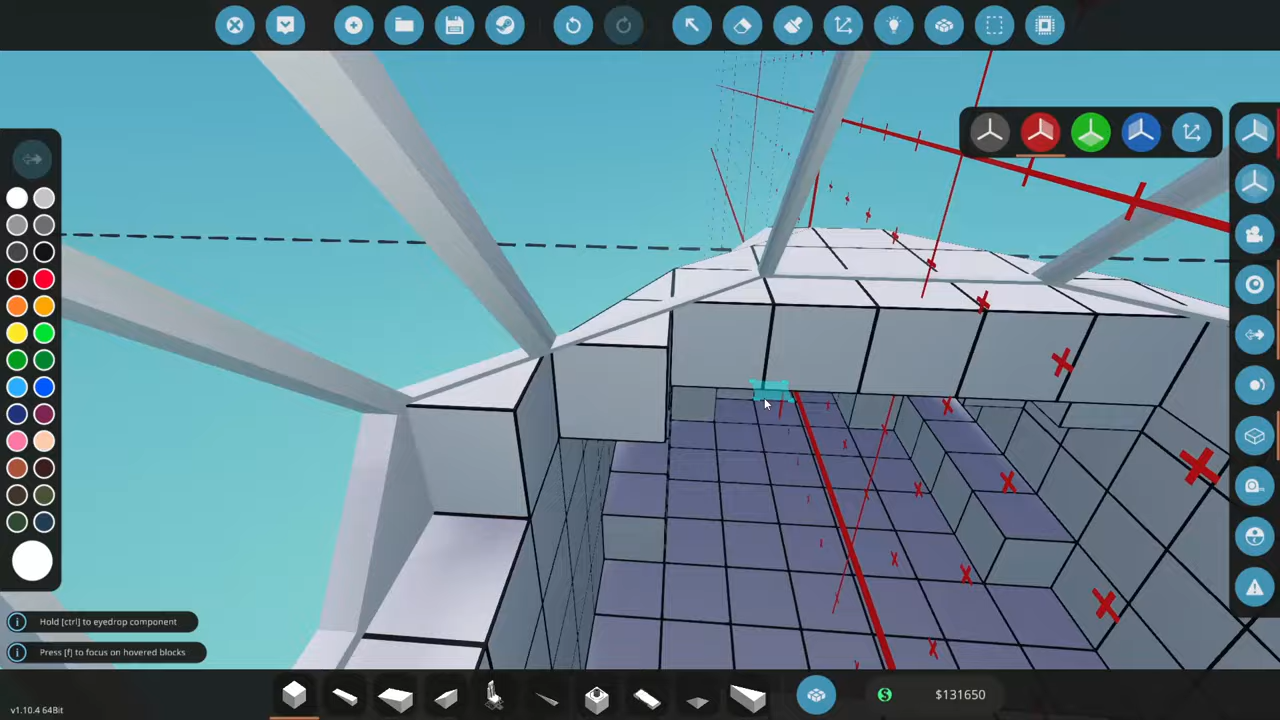 Hold [ctrl] to eyedrop component
Press [f] to focus on hovered blocks
$131650
v1.10.4 64Bit